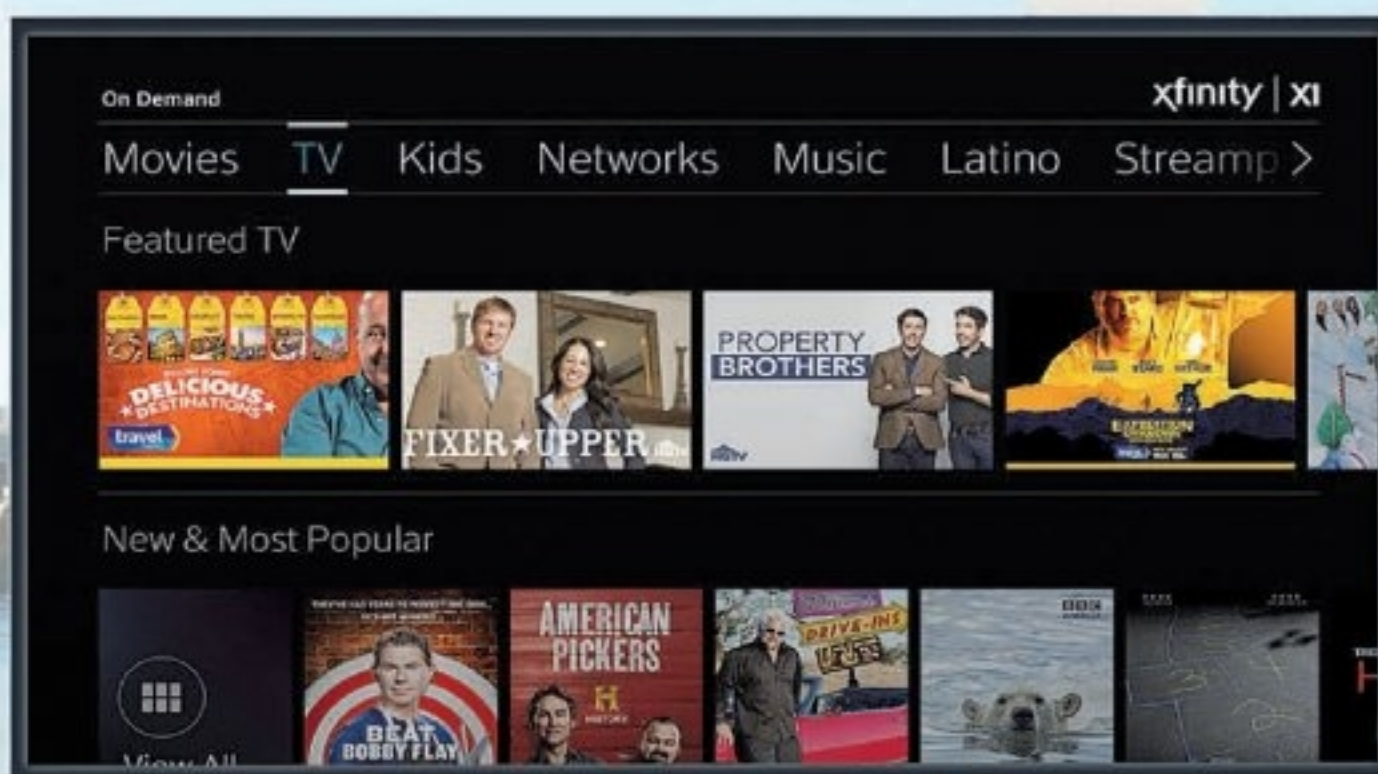 On Demand
xfinity | X1
Movies TV Kids Networks Music Latino Streamp >
Featured TV
DELICIOUS
DESTINATIONS
travel
FIXER★UPPER
PROPERTY
BROTHERS
HGTV
New & Most Popular
View All
BEAT
BOBBY FLAY
AMERICAN
PICKERS
H
HISTORY
DRIVE-INS
BBC